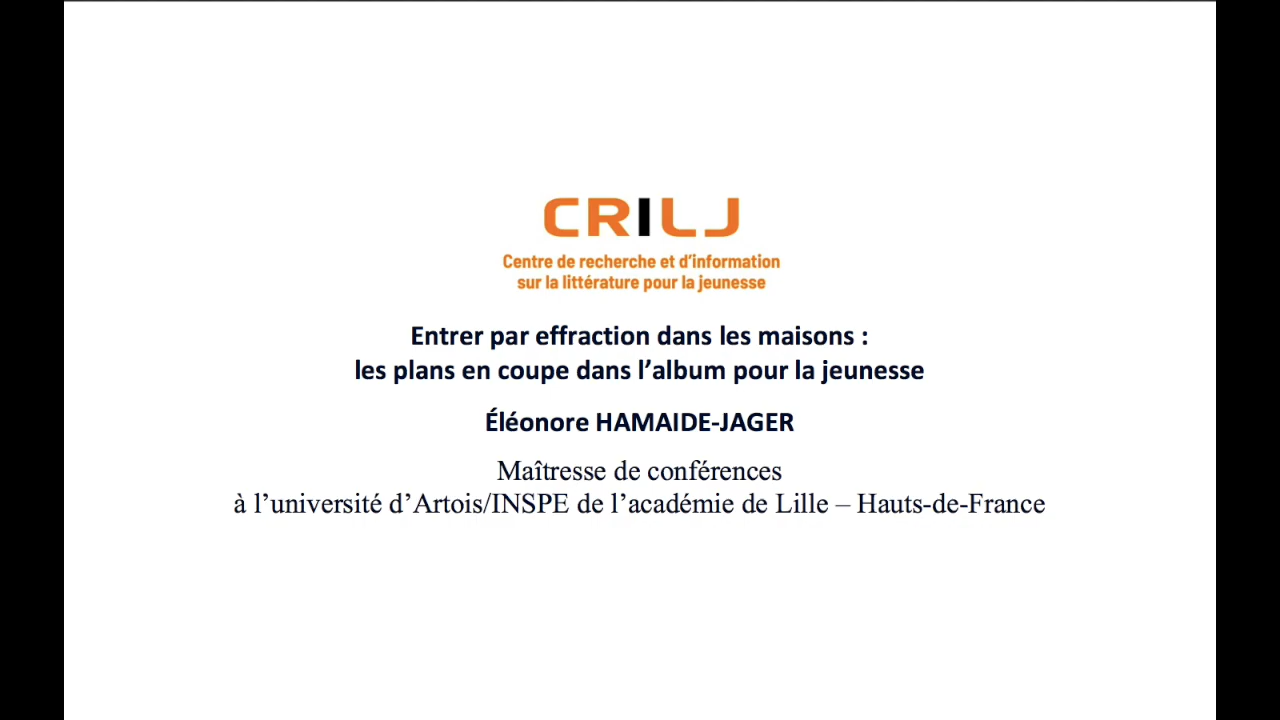 CRILJ
Centre de recherche et d’information
sur la littérature pour la jeunesse
Entrer par effraction dans les maisons :
les plans en coupe dans l’album pour la jeunesse
Éléonore HAMAIDE-JAGER
Maîtresse de conférences
à l’université d’Artois/INSPE de l’académie de Lille – Hauts-de-France